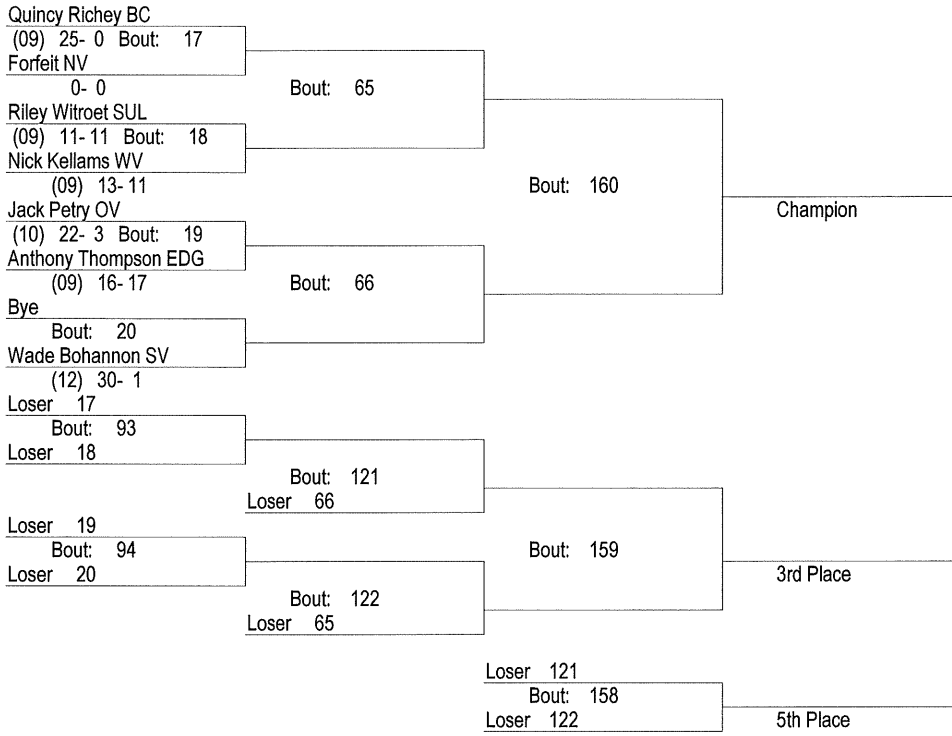 Quincy Richey BC
(09) 25- 0 Bout: 17
Forfeit NV
0- 0
Bout: 65
Riley Witroet SUL
(09) 11- 11 Bout: 18
Nick Kellams WV
(09) 13- 11
Bout: 160
Champion
Jack Petry OV
(10) 22- 3 Bout: 19
Anthony Thompson EDG
(09) 16- 17
Bout: 66
Bye
Bout: 20
Wade Bohannon SV
(12) 30- 1
Loser 17
Bout: 93
Loser 18
Bout: 121
Loser 66
Loser 19
Bout: 94
Loser 20
Bout: 159
3rd Place
Bout: 122
Loser 65
Loser 121
Bout: 158
Loser 122
5th Place